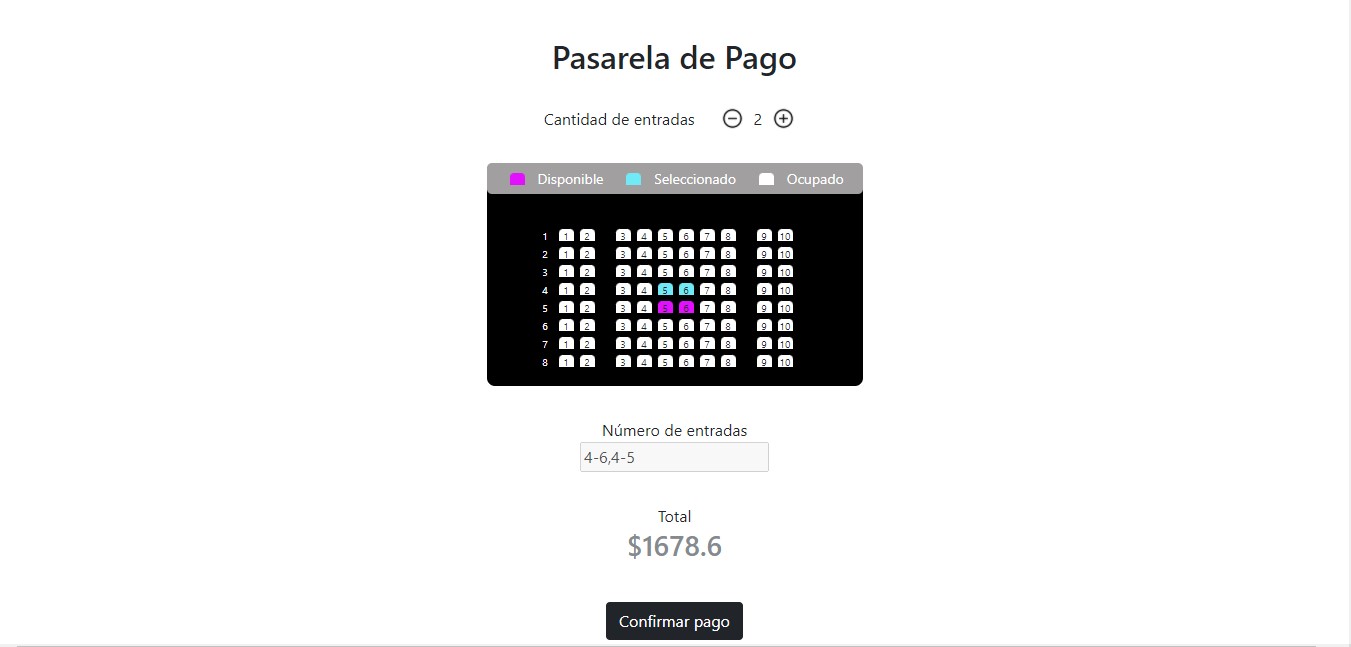 Pasarela de Pago
Cantidad de entradas 2
Disponible Seleccionado Ocupado
1 1 2 3 4 5 6 7 8 9 10
2 1 2 3 4 5 6 7 8 9 10
3 1 2 3 4 5 6 7 8 9 10
4 1 2 3 4 5 6 7 8 9 10
5 1 2 3 4 5 6 7 8 9 10
6 1 2 3 4 5 6 7 8 9 10
7 1 2 3 4 5 6 7 8 9 10
8 1 2 3 4 5 6 7 8 9 10
Número de entradas
4-6,4-5
Total
$1678.6
Confirmar pago